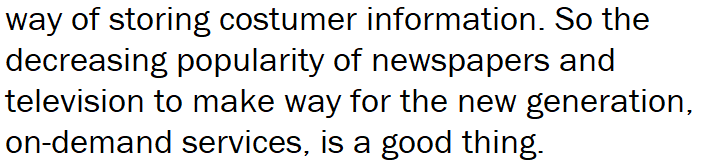 way of storing costumer information. So the
decreasing popularity of newspapers and
television to make way for the new generation,
on-demand services, is a good thing.